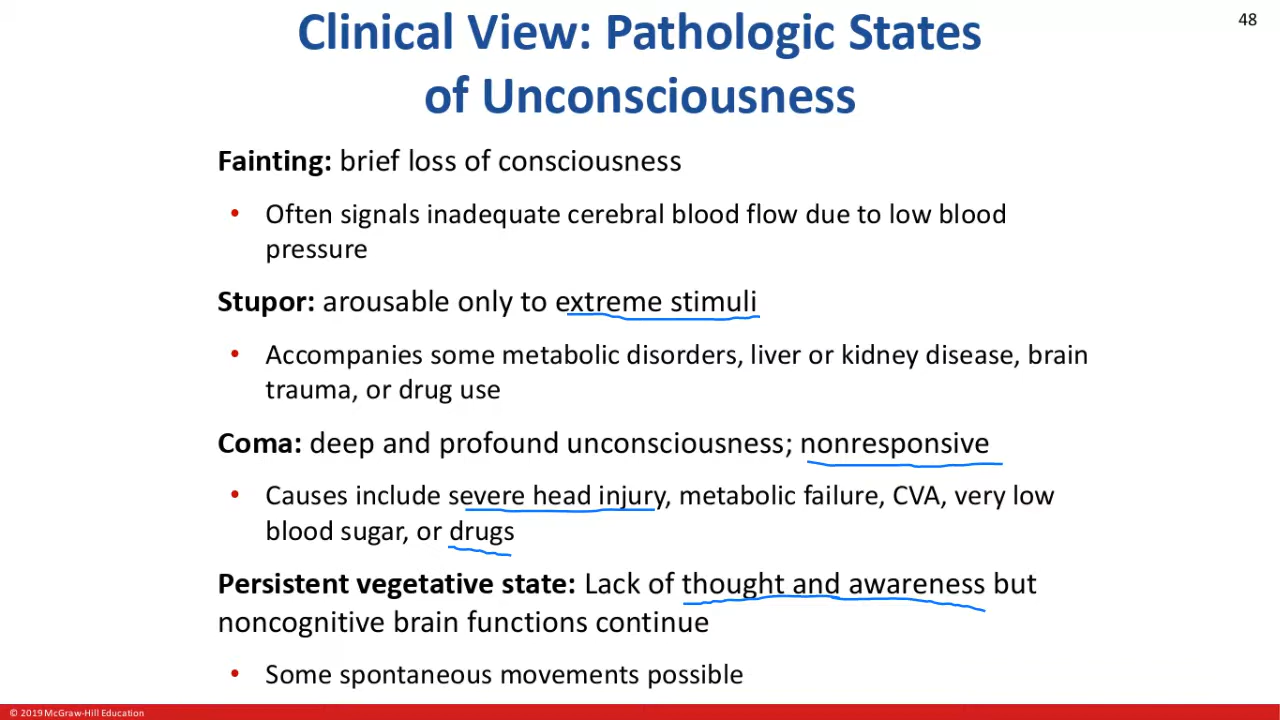 48
Clinical View: Pathologic States
of Unconsciousness
Fainting: brief loss of consciousness
• Often signals inadequate cerebral blood flow due to low blood
pressure
Stupor: arousable only to extreme stimuli
• Accompanies some metabolic disorders, liver or kidney disease, brain
trauma, or drug use
Coma: deep and profound unconsciousness; nonresponsive
• Causes include severe head injury, metabolic failure, CVA, very low
blood sugar, or drugs
Persistent vegetative state: Lack of thought and awareness but
noncognitive brain functions continue
• Some spontaneous movements possible
© 2019 McGraw-Hill Education